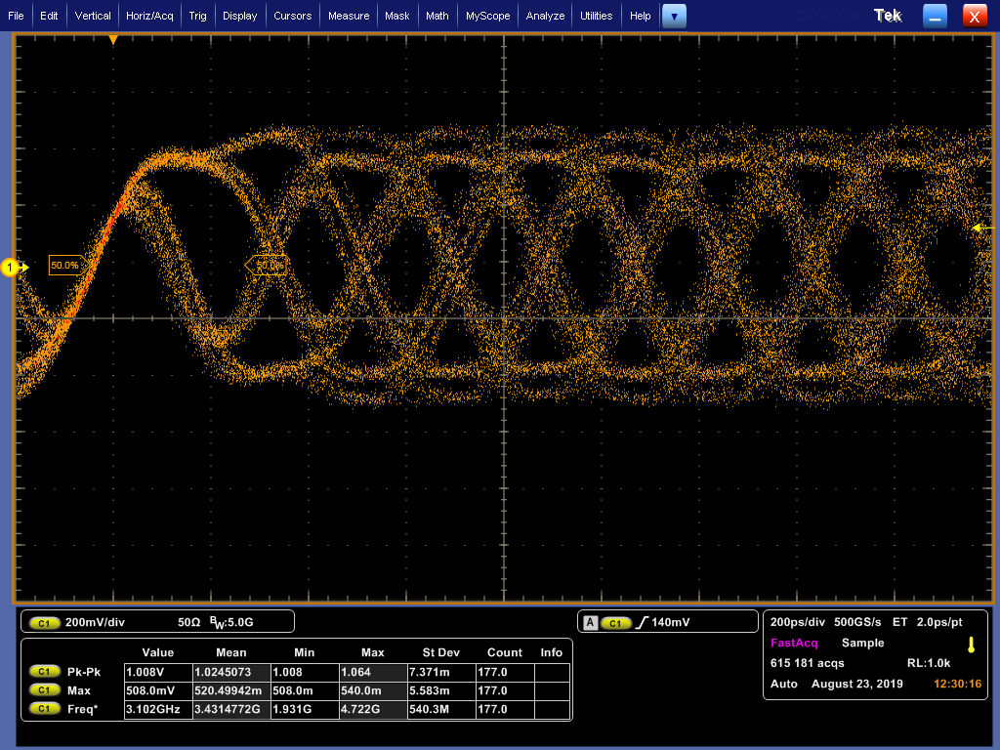 File Edit Vertical Horiz/Acq Trig Display Cursors Measure Mask Math MyScope Analyze Utilities Help Tek X
1 50.0% 50.0%
C1 200mV/div 50Ω BW:5.0G
A C1 140mV
200ps/div 500GS/s ET 2.0ps/pt
FastAcq Sample
615 181 acqs RL:1.0k
Auto August 23, 2019 12:30:16
Value Mean Min Max St Dev Count Info
C1 Pk-Pk 1.008V 1.0245073 1.008 1.064 7.371m 177.0
C1 Max 508.0mV 520.49942m 508.0m 540.0m 5.583m 177.0
C1 Freq* 3.102GHz 3.4314772G 1.931G 4.722G 540.3M 177.0